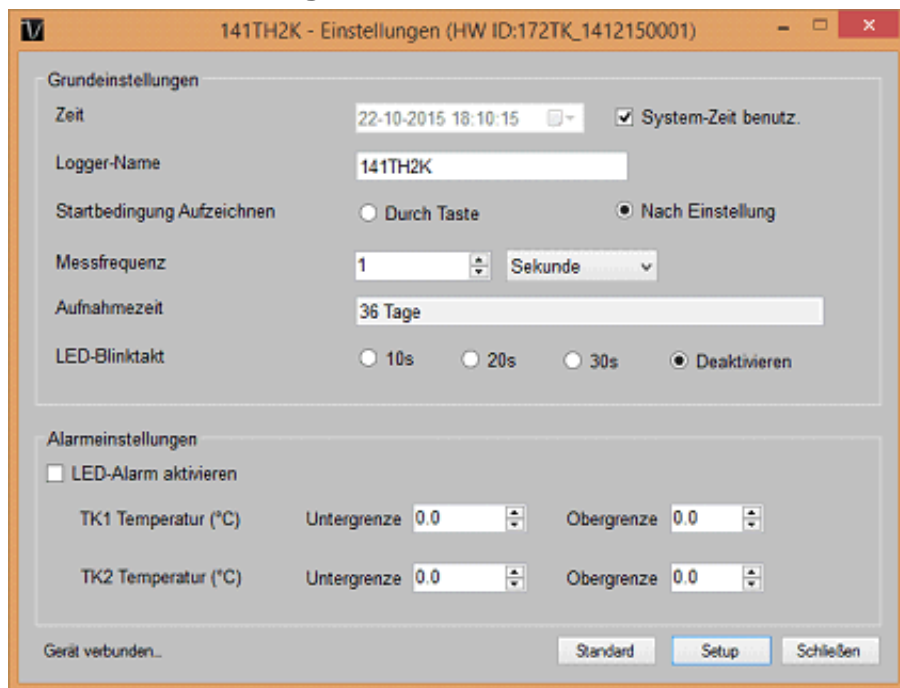 141TH2K - Einstellungen (HW ID:172TK_1412150001)
Grundeinstellungen
Zeit 22-10-2015 18:10:15 System-Zeit benutz.
Logger-Name 141TH2K
Startbedingung Aufzeichnen Durch Taste Nach Einstellung
Messfrequenz 1 Sekunde
Aufnahmezeit 36 Tage
LED-Blinktakt 10s 20s 30s Deaktivieren
Alarmeinstellungen
LED-Alarm aktivieren
TK1 Temperatur (°C) Untergrenze 0.0 Obergrenze 0.0
TK2 Temperatur (°C) Untergrenze 0.0 Obergrenze 0.0
Gerät verbunden... Standard Setup Schließen